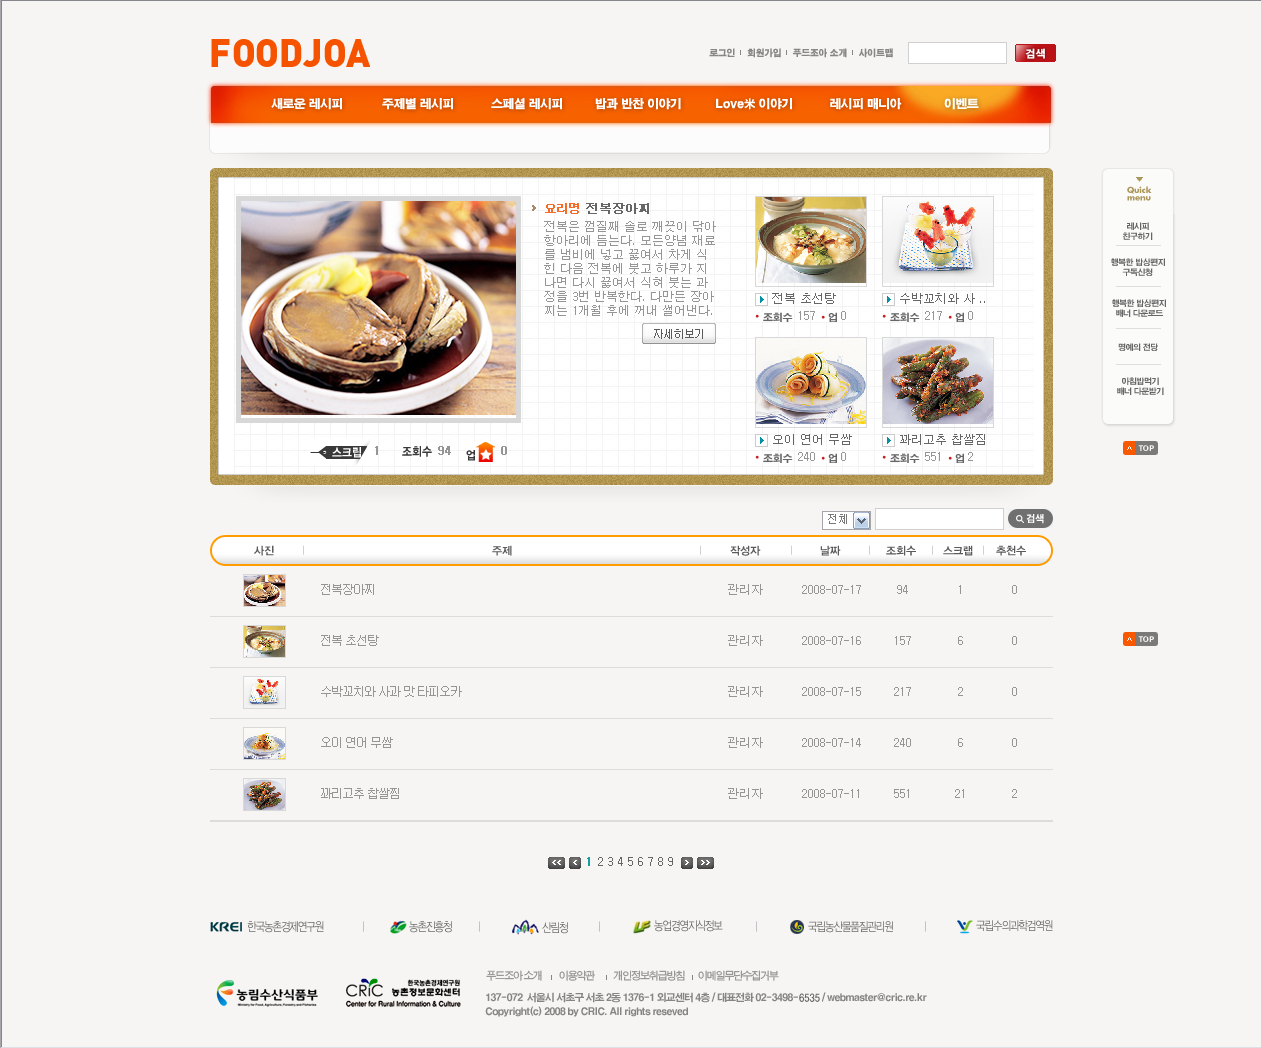 FOODJOA
로그인 회원가입 푸드조아 소개 사이트맵
검색
새로운 레시피 주제별 레시피 스페셜 레시피 밥과 반찬 이야기 Love米 이야기 레시피 매니아 이벤트
Quick
menu
레시피
친구하기
행복한 밥상편지
구독신청
행복한 밥상편지
배너 다운로드
명예의 전당
아침밥먹기
배너 다운받기
TOP
요리명 전복장아찌
전복은 껍질째 솔로 깨끗이 닦아
항아리에 듬는다. 모든양념 재료
를 냄비에 넣고 끓여서 차게 식
힌 다음 전복에 붓고 하루가 지
나면 다시 끓여서 식혀 붓는 과
정을 3번 반복한다. 다만든 장아
찌는 1개월 후에 꺼내 썰어낸다.
자세히보기
스크랩 1 조회수 94 업 0
전복 초선탕
조회수 157 업 0
수박꼬치와 사 ..
조회수 217 업 0
오이 연어 무쌈
조회수 240 업 0
꽈리고추 찹쌀찜
조회수 551 업 2
전체 검색
사진 주제 작성자 날짜 조회수 스크랩 추천수
전복장아찌 관리자 2008-07-17 94 1 0
전복 초선탕 관리자 2008-07-16 157 6 0
TOP
수박꼬치와 사과 맛 타피오카 관리자 2008-07-15 217 2 0
오이 연어 무쌈 관리자 2008-07-14 240 6 0
꽈리고추 찹쌀찜 관리자 2008-07-11 551 21 2
1 2 3 4 5 6 7 8 9
KREI 한국농촌경제연구원 농촌진흥청 산림청 농업경영지식정보 국립농산물품질관리원 국립수의과학검역원
농림수산식품부
Ministry for Food, Agriculture, Forestry and Fisheries
CRIC 한국농촌경제연구원
농촌정보문화센터
Center for Rural Information & Culture
푸드조아 소개 이용약관 개인정보취급방침 이메일무단수집거부
137-072 서울시 서초구 서초 2동 1376-1 외교센터 4층 / 대표전화 02-3498-6535 / webmaster@cric.re.kr
Copyright(c) 2008 by CRIC. All rights reseved